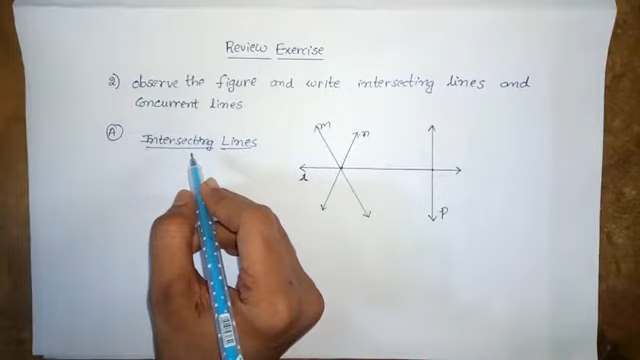 Review Exercise
2) observe the figure and write intersecting lines and
Concurrent lines
A Intersecting Lines
m
n
l
p